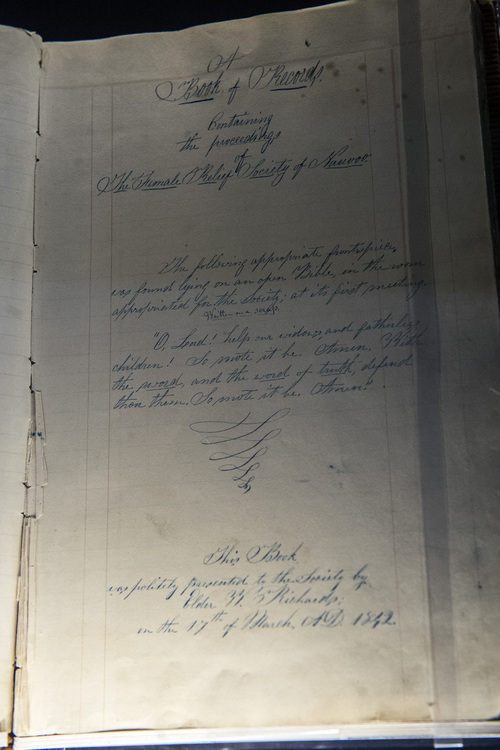 A
Book of Records.
Containing
the proceedings
of
The Female Relief Society of Nauvoo.
The following appropriate frontispiece
was found lying on an open Bible, in the room
appropriated for the Society; at its first meeting.
Written on a scrap
"O, Lord! help our widows, and fatherless
children! So mote it be. Amen. With
the sword, and the word of truth, defend
thou them. So mote it be. Amen."
This Book
was politely presented to the Society by
Elder W. Richards;
on the 17th of March, AD. 1842.